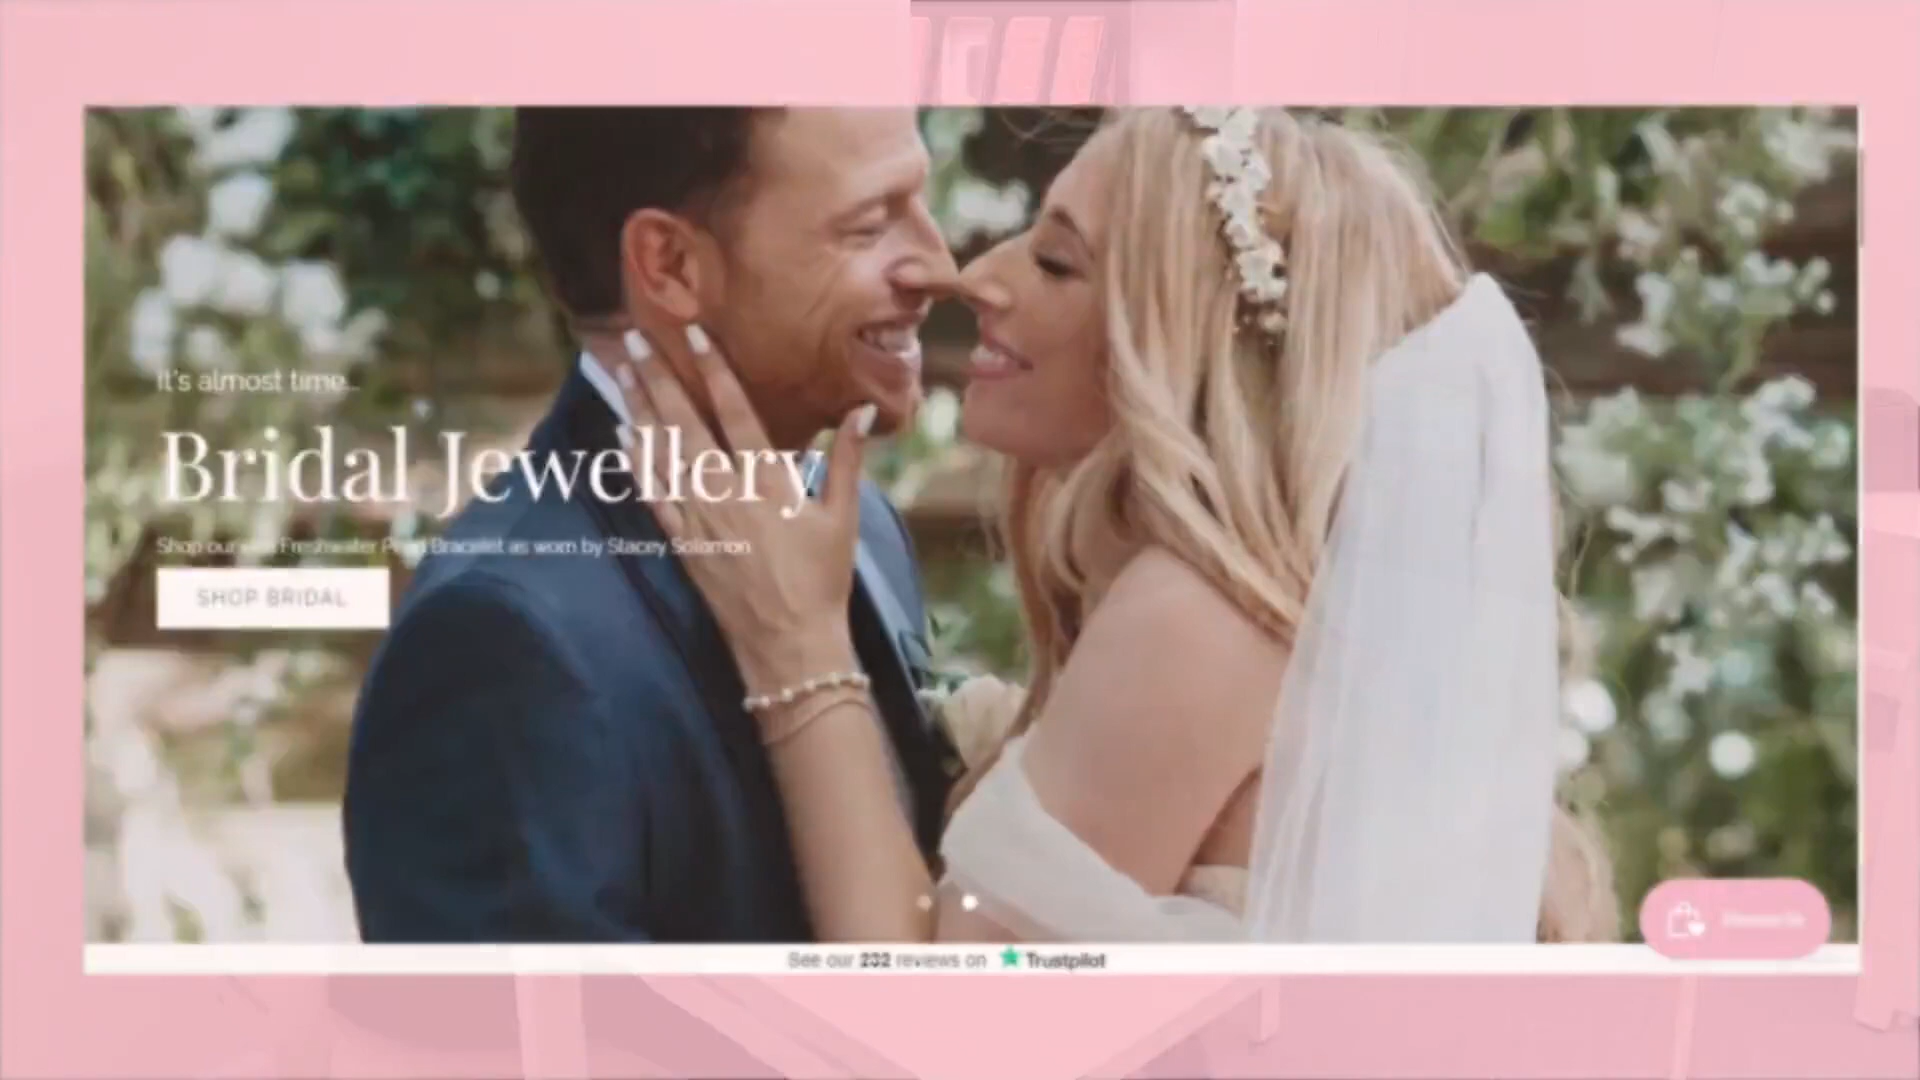 It's almost time...
Bridal Jewellery
Shop our Freshwater Pearl Bracelet as worn by Stacey Solomon
SHOP BRIDAL
See our 232 reviews on Trustpilot